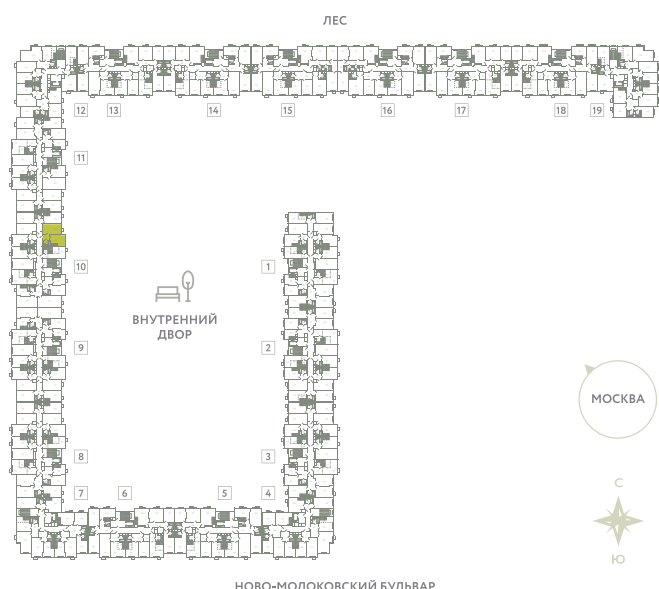 ЛЕС
12 13 14 15 16 17 18 19
11
10 1
ВНУТРЕННИЙ
ДВОР
9 2
МОСКВА
8 3
С
7 6 5 4
Ю
НОВО-МОЛОКОВСКИЙ БУЛЬВАР